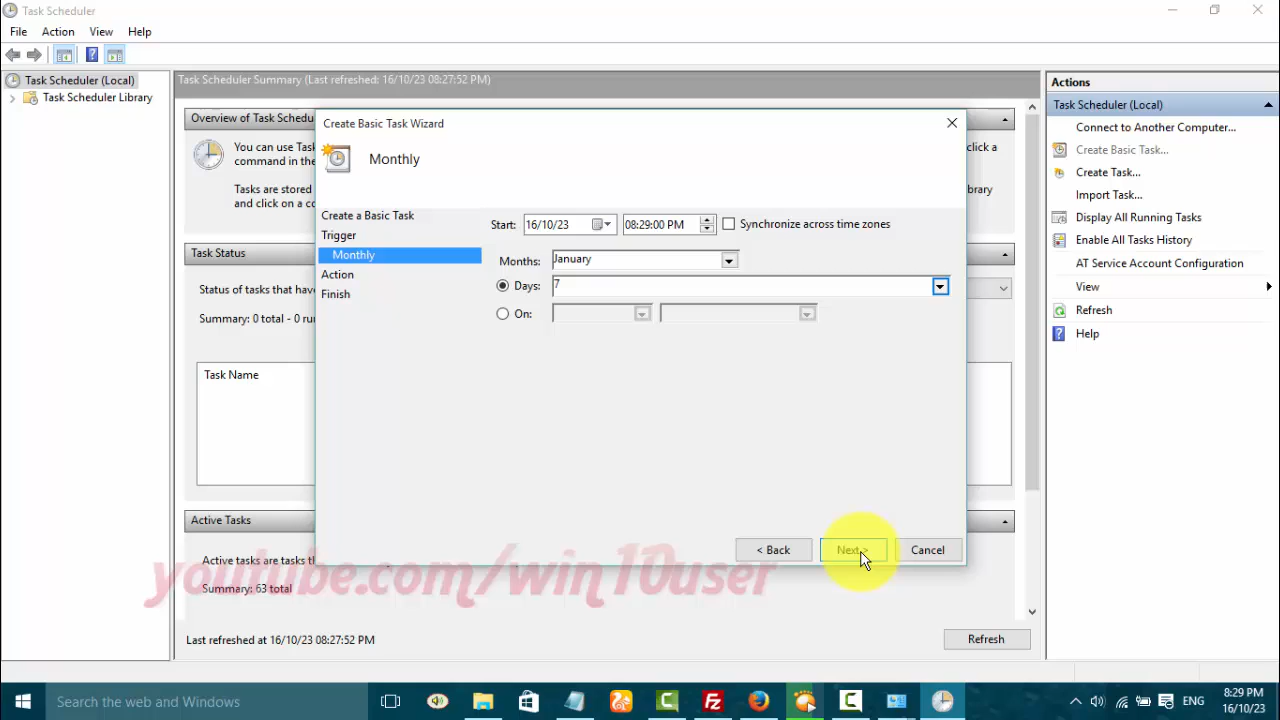 Task Scheduler
File Action View Help
Task Scheduler (Local)
Task Scheduler Library
Task Scheduler Summary (Last refreshed: 16/10/23 08:27:52 PM)
Overview of Task Schedu
You can use Task
click a
command in the
Tasks are stored
library
and click on a co
Task Status
Status of tasks that hav
Summary: 0 total - 0 ru
Task Name
Active Tasks
Active tasks are tasks th
Summary: 63 total
Last refreshed at 16/10/23 08:27:52 PM
Refresh
Create Basic Task Wizard
Monthly
Create a Basic Task
Trigger
Monthly
Action
Finish
Start: 16/10/23 08:29:00 PM Synchronize across time zones
Months: January
Days: 7
On:
< Back Next > Cancel
Actions
Task Scheduler (Local)
Connect to Another Computer...
Create Basic Task...
Create Task...
Import Task...
Display All Running Tasks
Enable All Tasks History
AT Service Account Configuration
View
Refresh
Help
youtube.com/win10user
Search the web and Windows
ENG
8:29 PM
16/10/23